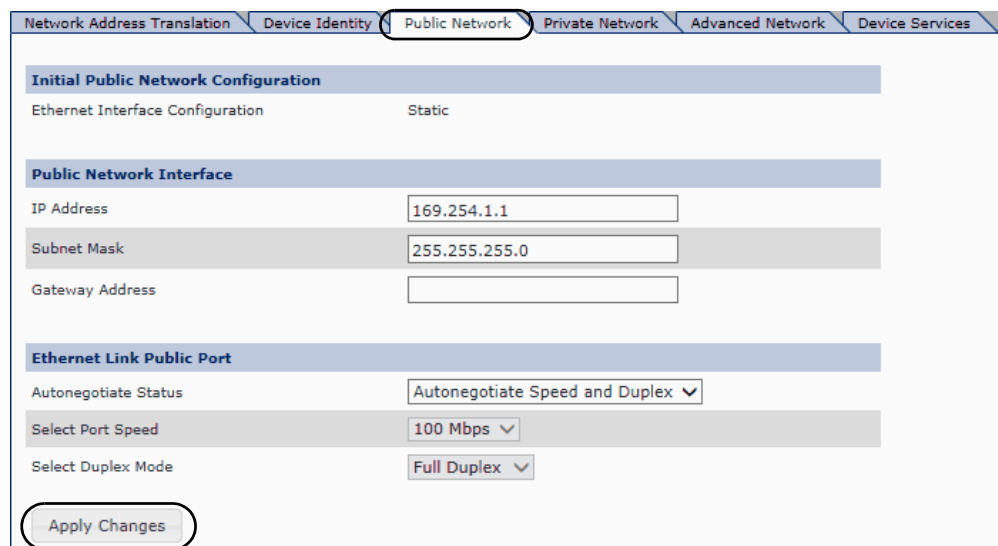 Network Address Translation Device Identity Public Network Private Network Advanced Network Device Services
Initial Public Network Configuration
Ethernet Interface Configuration Static
Public Network Interface
IP Address 169.254.1.1
Subnet Mask 255.255.255.0
Gateway Address
Ethernet Link Public Port
Autonegotiate Status Autonegotiate Speed and Duplex
Select Port Speed 100 Mbps
Select Duplex Mode Full Duplex
Apply Changes